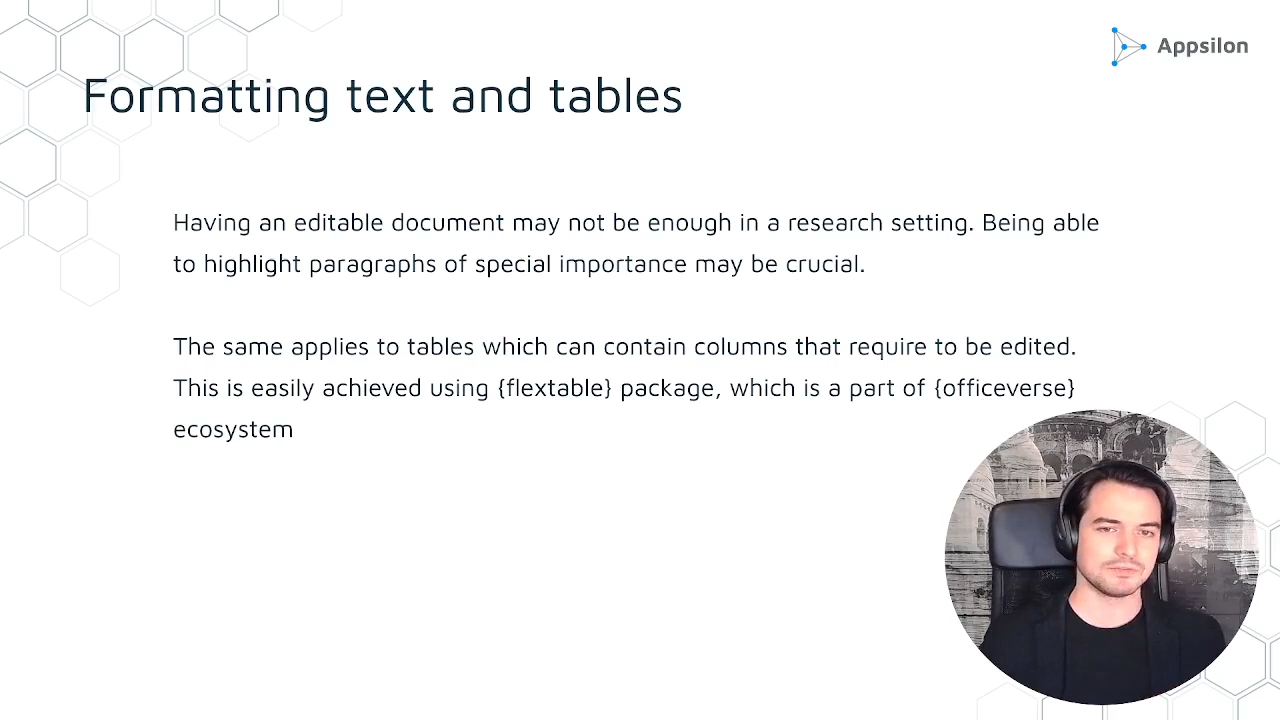 Appsilon
Formatting text and tables
Having an editable document may not be enough in a research setting. Being able
to highlight paragraphs of special importance may be crucial.
The same applies to tables which can contain columns that require to be edited.
This is easily achieved using {flextable} package, which is a part of {officeverse}
ecosystem